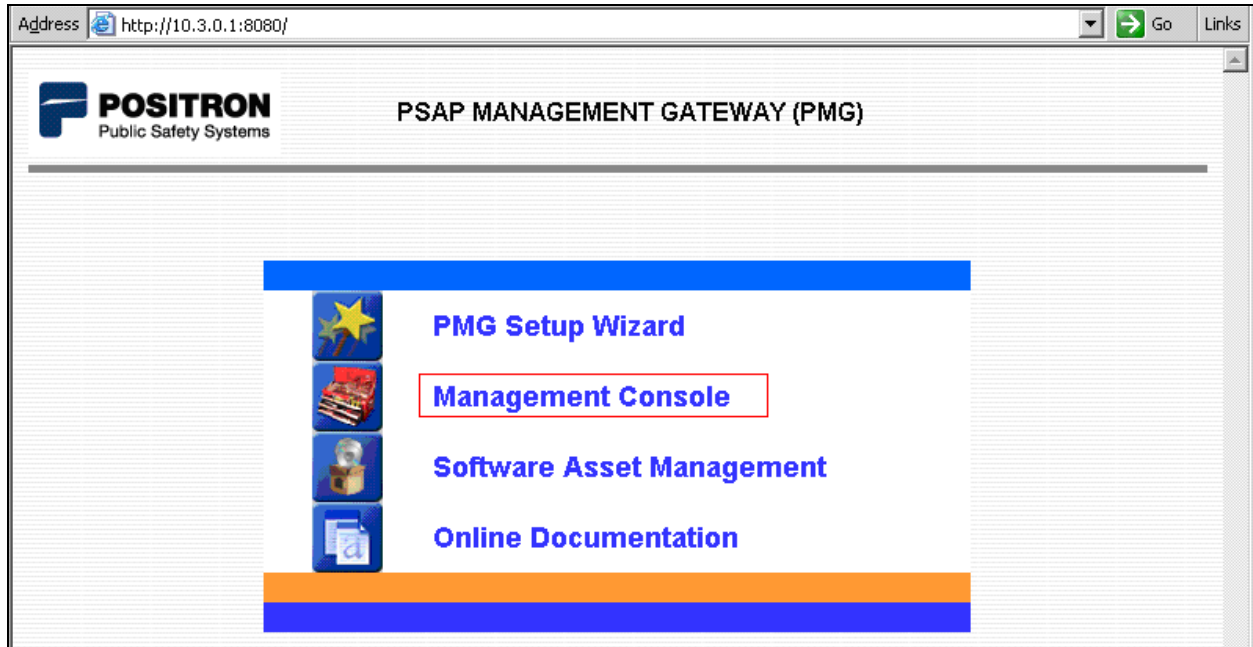 Address http://10.3.0.1:8080/ Go Links
POSITRON
Public Safety Systems
PSAP MANAGEMENT GATEWAY (PMG)
PMG Setup Wizard
Management Console
Software Asset Management
a
Online Documentation